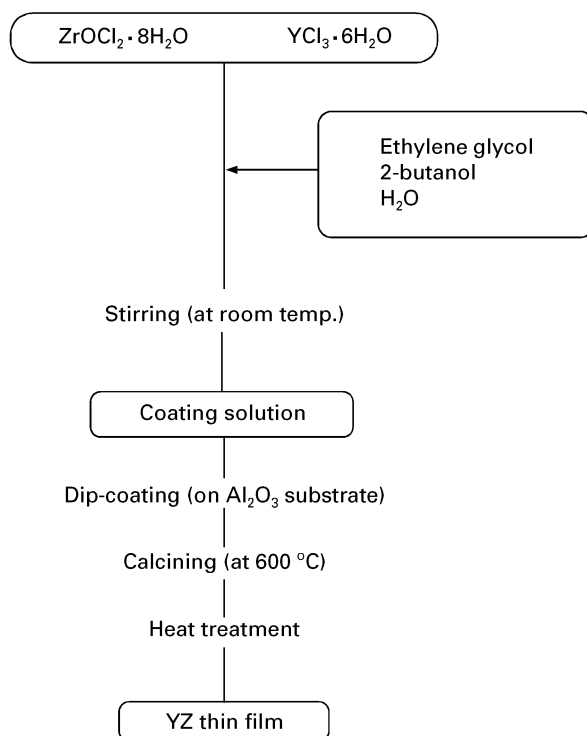 ZrOCl₂·8H₂O YCl₃·6H₂O
Ethylene glycol
2-butanol
H₂O
Stirring (at room temp.)
Coating solution
Dip-coating (on Al₂O₃ substrate)
Calcining (at 600 °C)
Heat treatment
YZ thin film